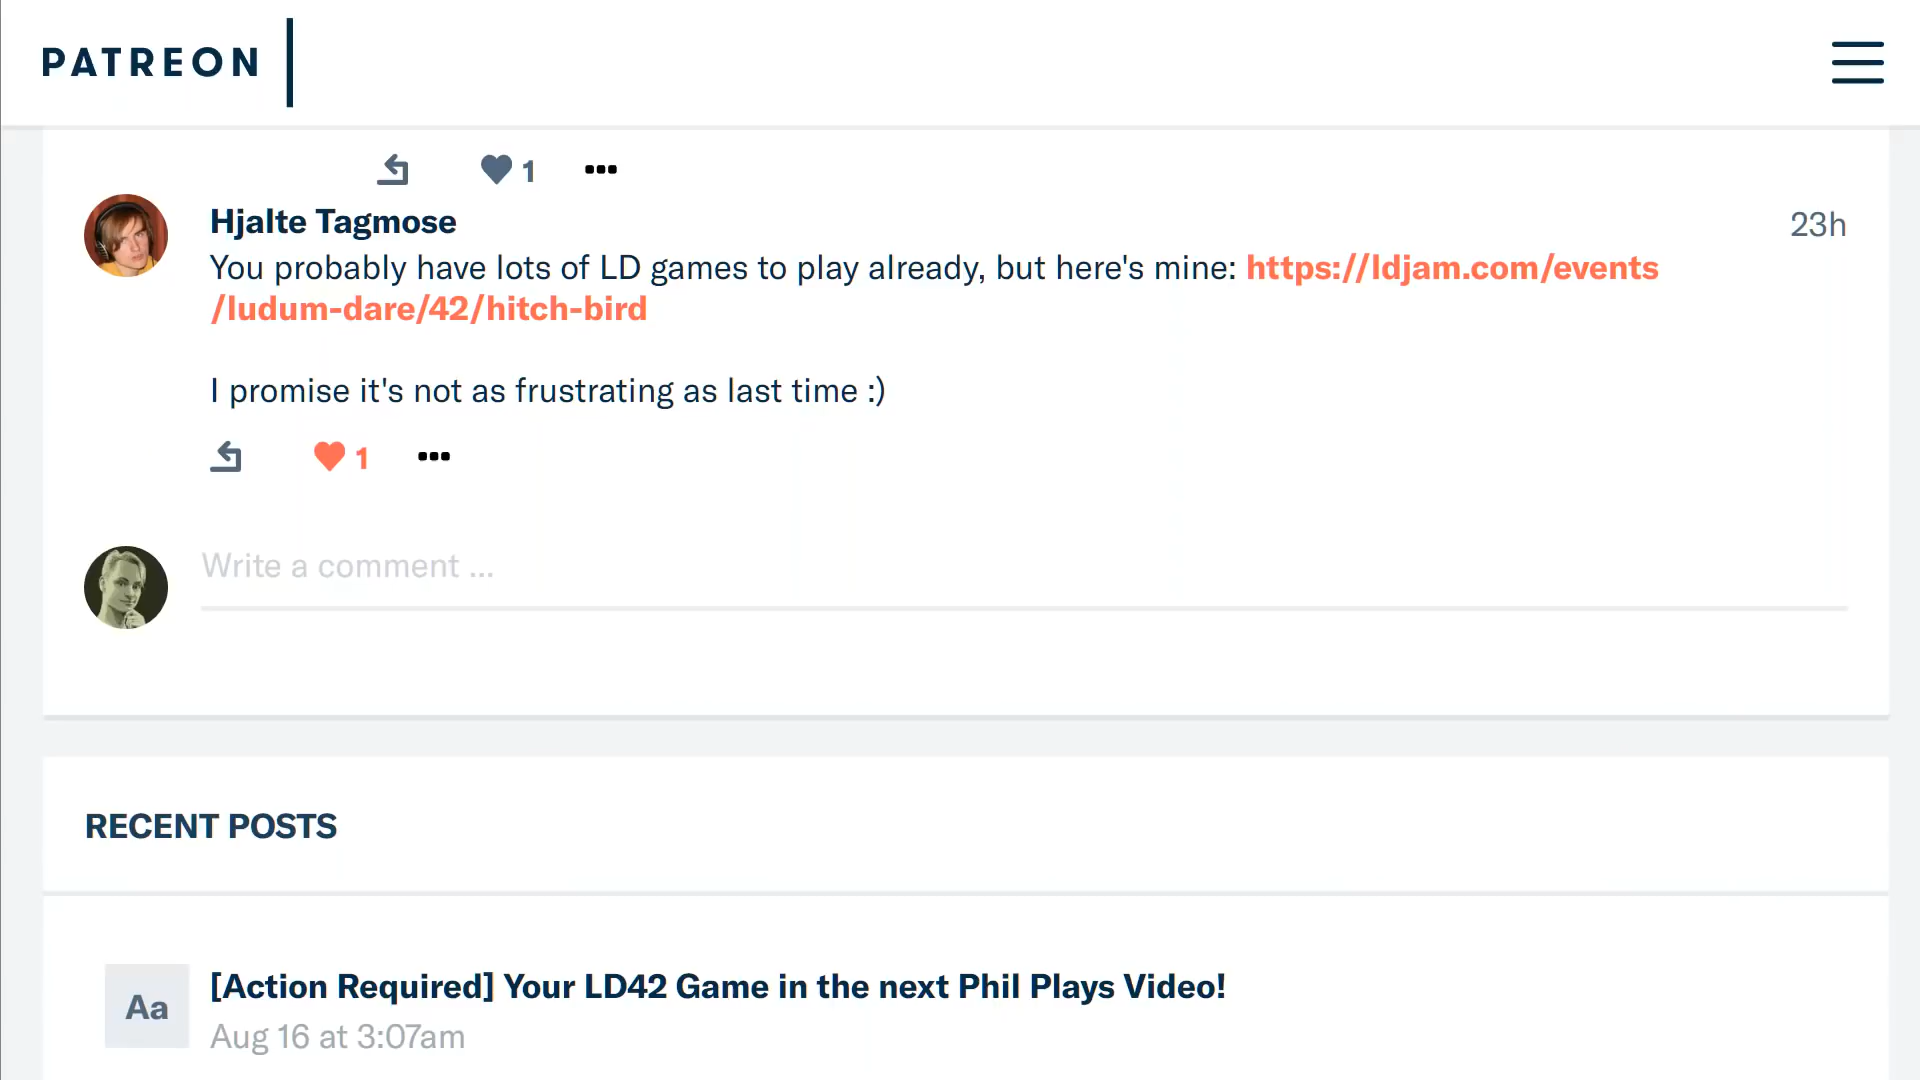 PATREON
1
Hjalte Tagmose
23h
You probably have lots of LD games to play already, but here's mine: https://ldjam.com/events
/ludum-dare/42/hitch-bird
I promise it's not as frustrating as last time :)
1
Write a comment ...
RECENT POSTS
Aa
[Action Required] Your LD42 Game in the next Phil Plays Video!
Aug 16 at 3:07am